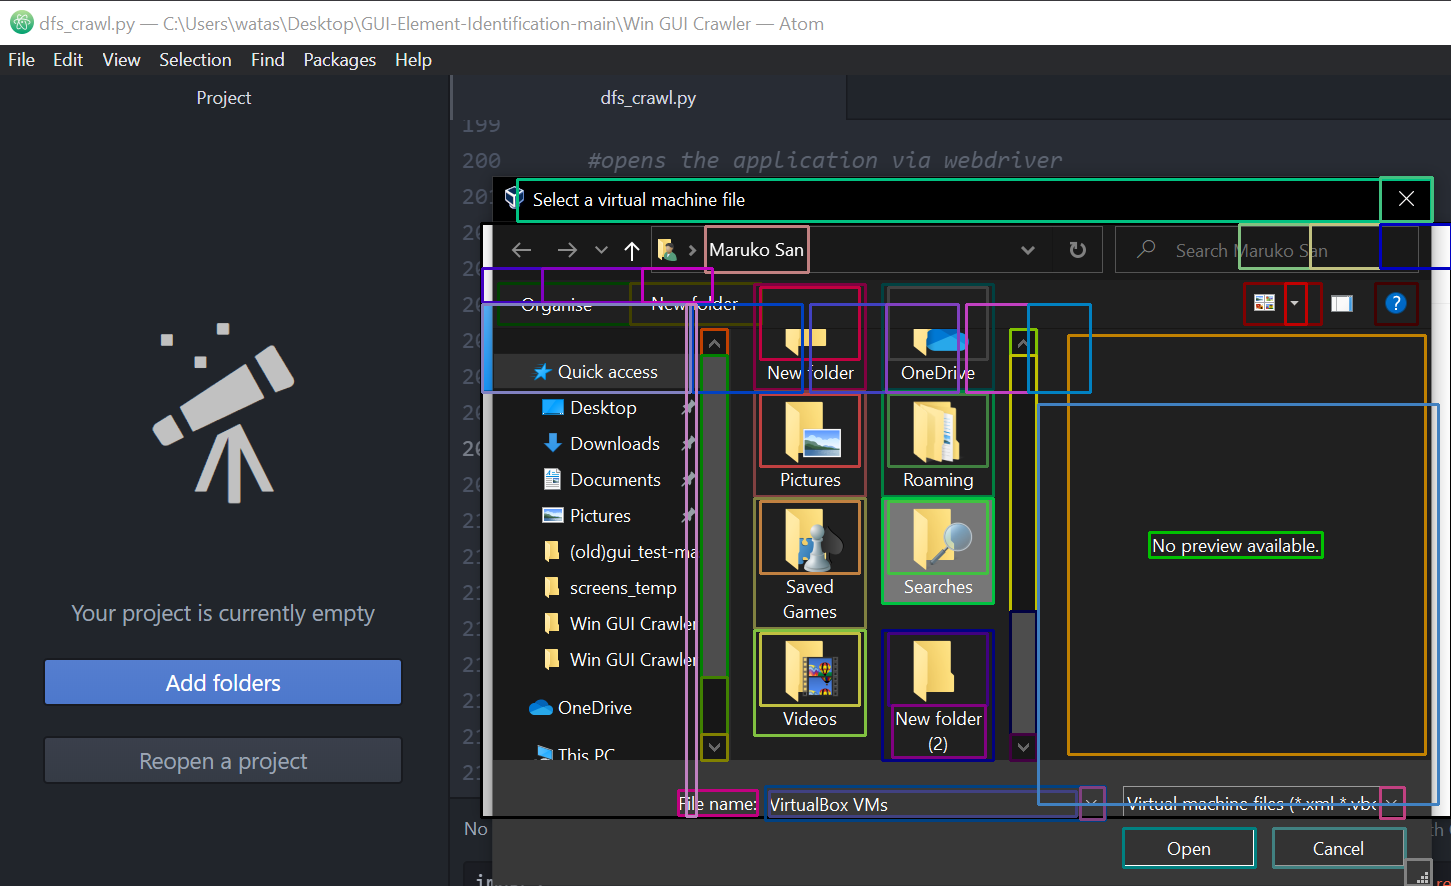 dfs_crawl.py — C:\Users\watas\Desktop\GUI-Element-Identification-main\Win GUI Crawler — Atom
File Edit View Selection Find Packages Help
Project
dfs_crawl.py
199
200 #opens the application via webdriver
Select a virtual machine file
Maruko San
Search Maruko San
Organise
New folder
Quick access
Desktop
Downloads
Documents
Pictures
(old)gui_test-ma
screens_temp
Win GUI Crawler
Win GUI Crawler
OneDrive
This PC
New folder
OneDrive
Pictures
Roaming
Saved
Games
Searches
Videos
New folder
(2)
No preview available.
Your project is currently empty
Add folders
Reopen a project
File name:
VirtualBox VMs
Virtual machine files (*.xml *.vbo
No
Open
Cancel